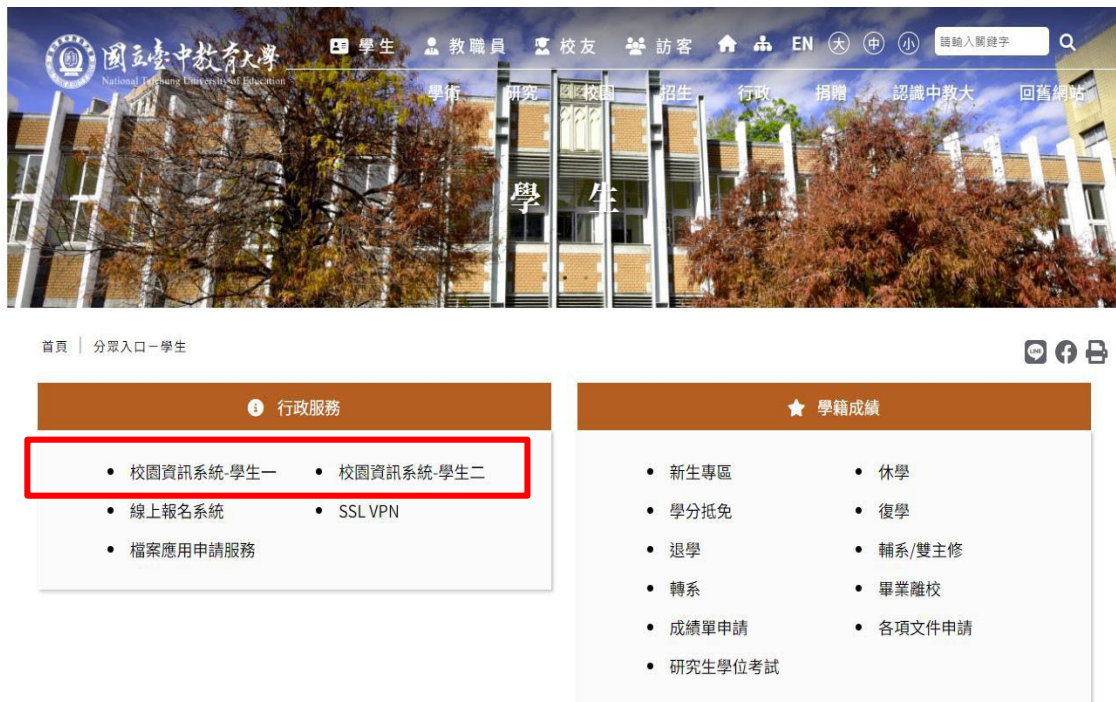 國立臺中教育大學
National Taichung University of Education
學生 教職員 校友 訪客 EN 大 中 小 請輸入關鍵字
學術 研究 校園 招生 行政 捐贈 認識中教大 回舊網站
學 生
首頁 | 分眾入口－學生
LINE
行政服務
• 校園資訊系統-學生一 • 校園資訊系統-學生二
• 線上報名系統 • SSL VPN
• 檔案應用申請服務
學籍成績
• 新生專區 • 休學
• 學分抵免 • 復學
• 退學 • 輔系/雙主修
• 轉系 • 畢業離校
• 成績單申請 • 各項文件申請
• 研究生學位考試